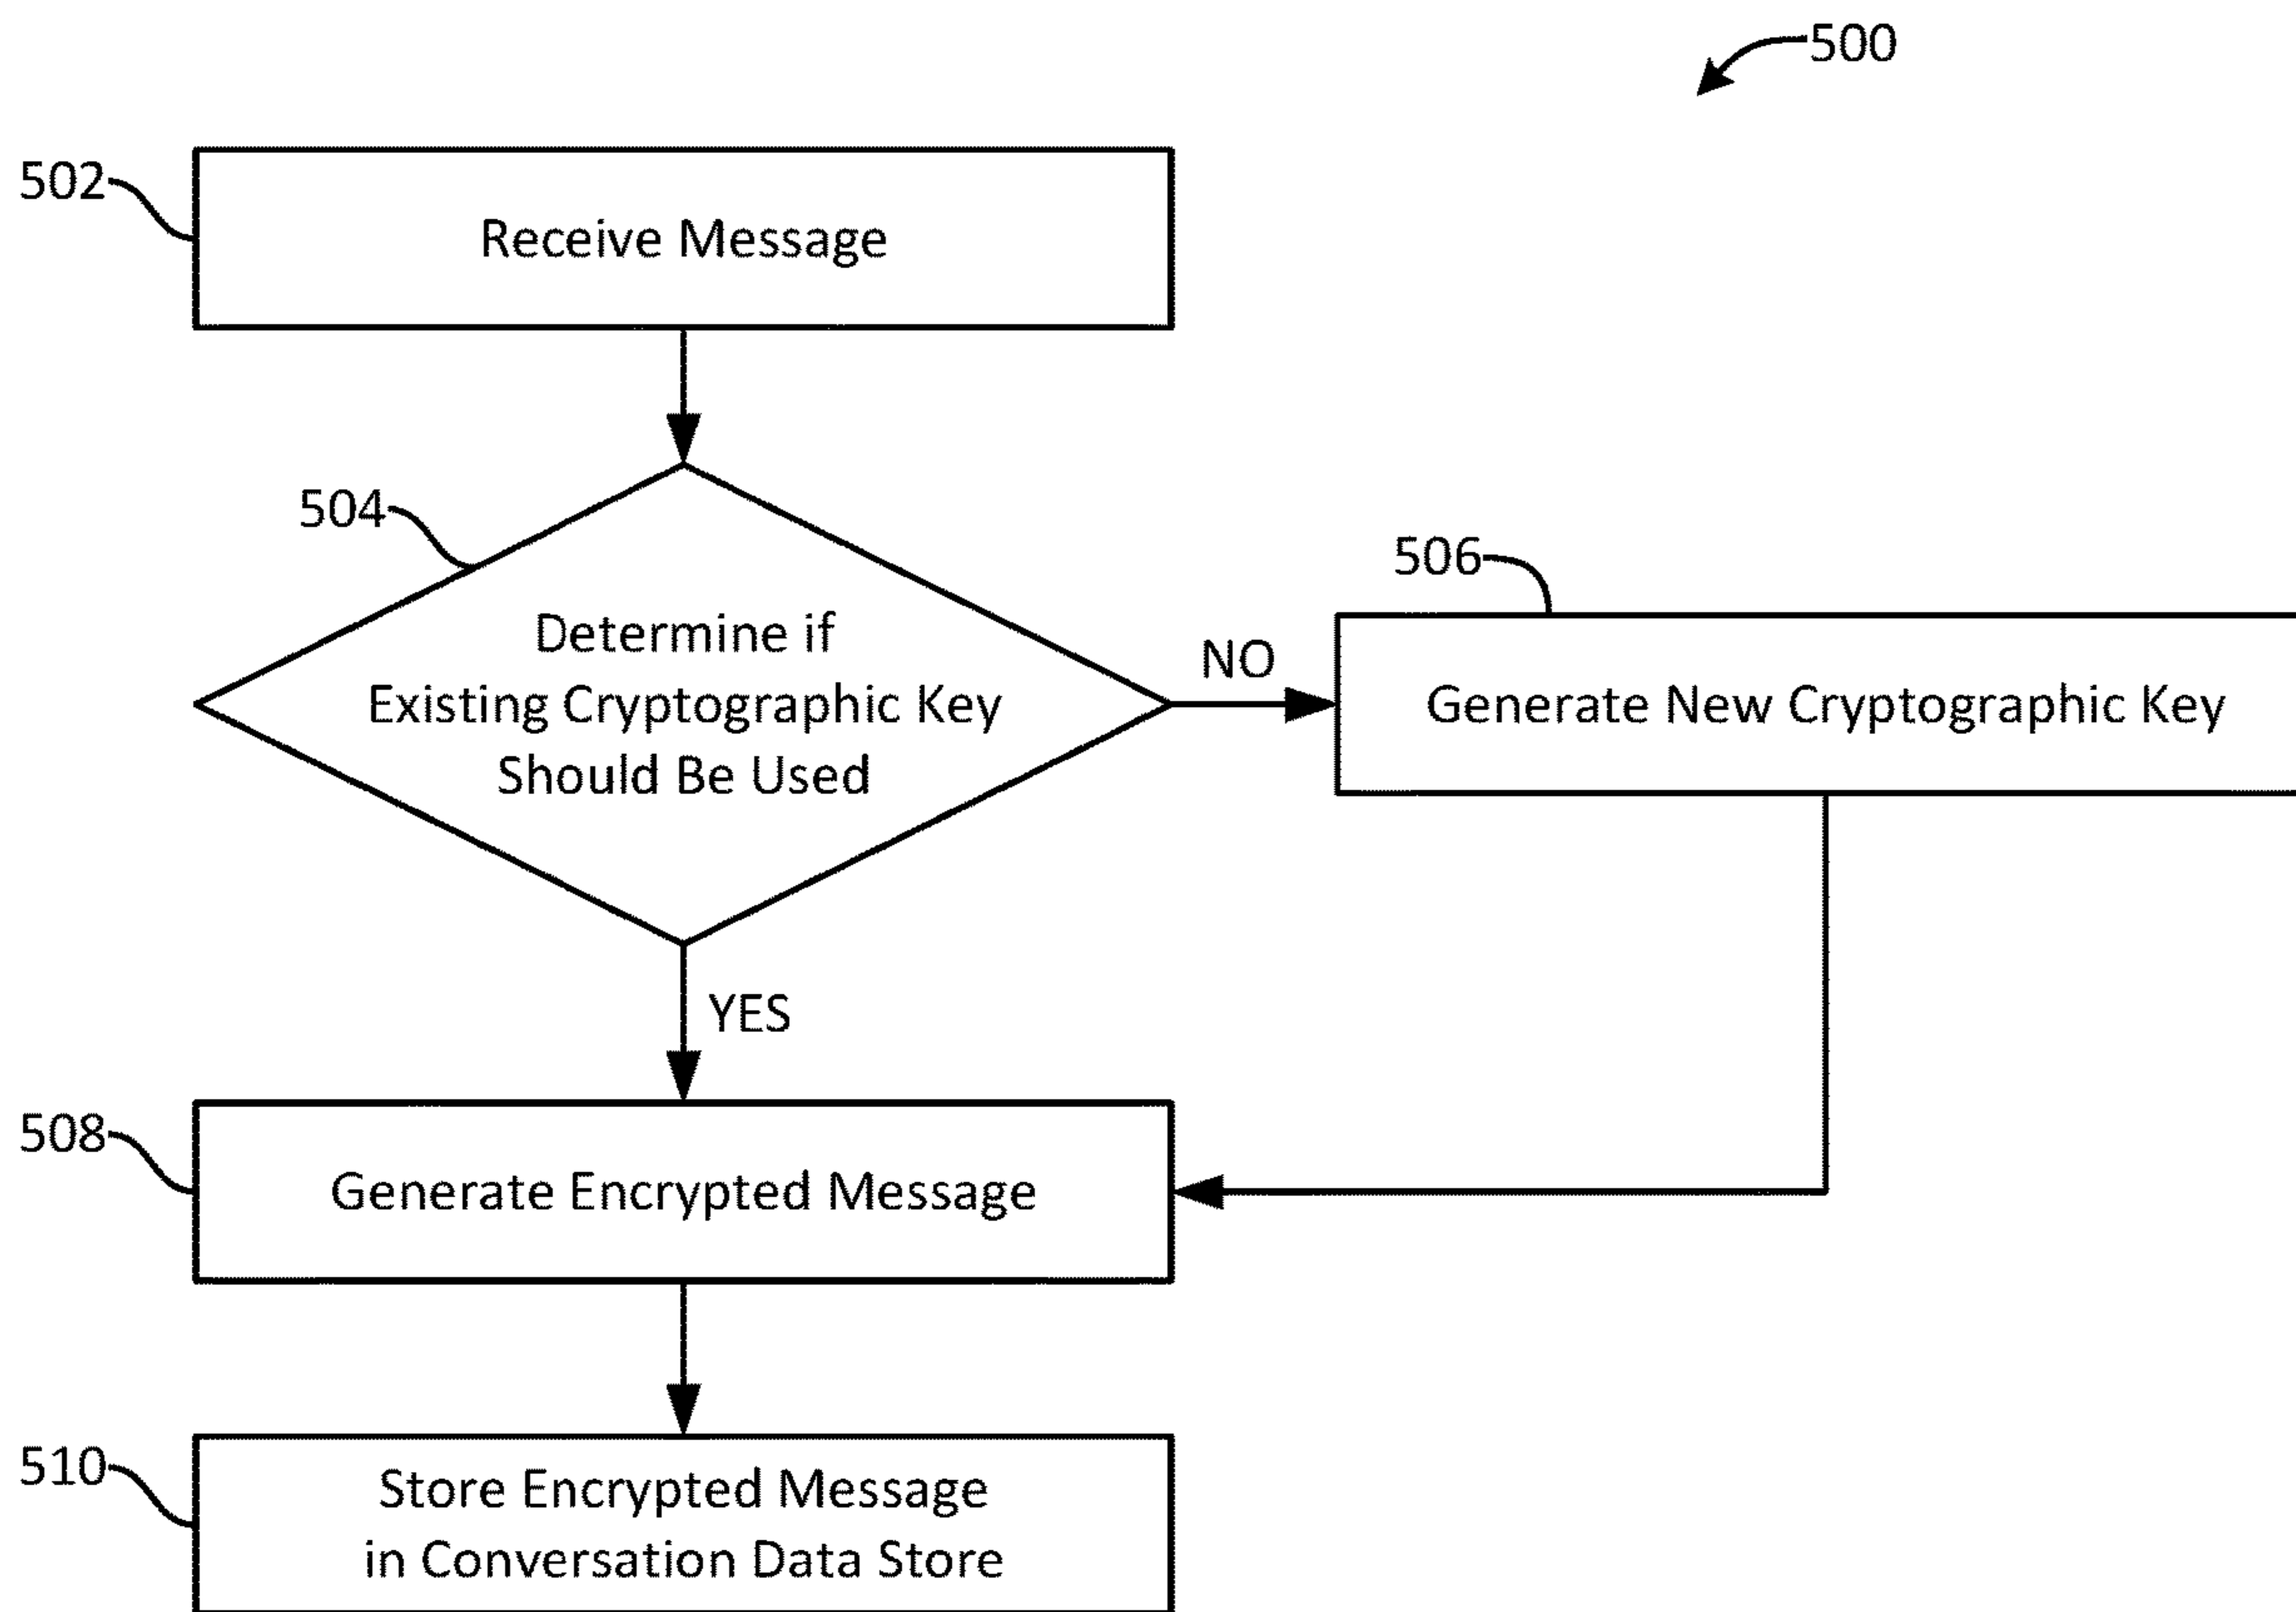 500
502
Receive Message
504
Determine if
Existing Cryptographic Key
Should Be Used
NO
506
Generate New Cryptographic Key
YES
508
Generate Encrypted Message
510
Store Encrypted Message
in Conversation Data Store